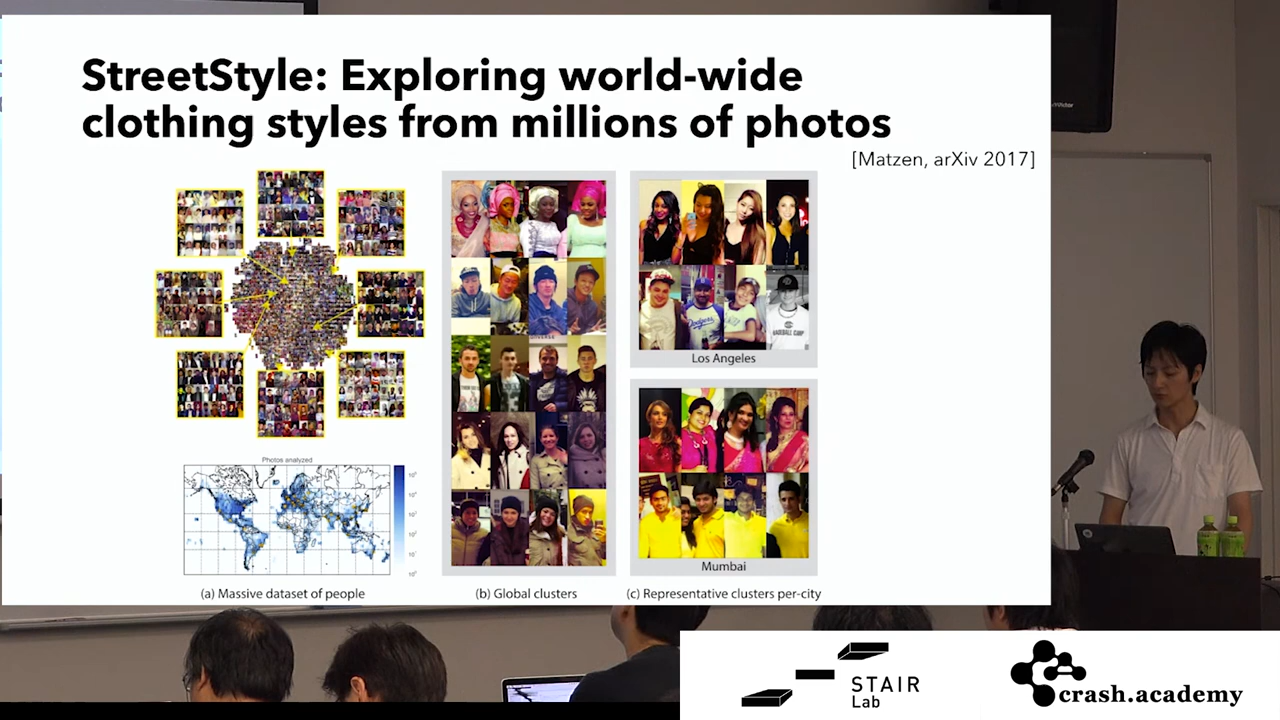 StreetStyle: Exploring world-wide
clothing styles from millions of photos
[Matzen, arXiv 2017]
Photos analyzed
Los Angeles
Mumbai
(a) Massive dataset of people
(b) Global clusters
(c) Representative clusters per-city
Dodgers
STAIR
Lab
crash.academy